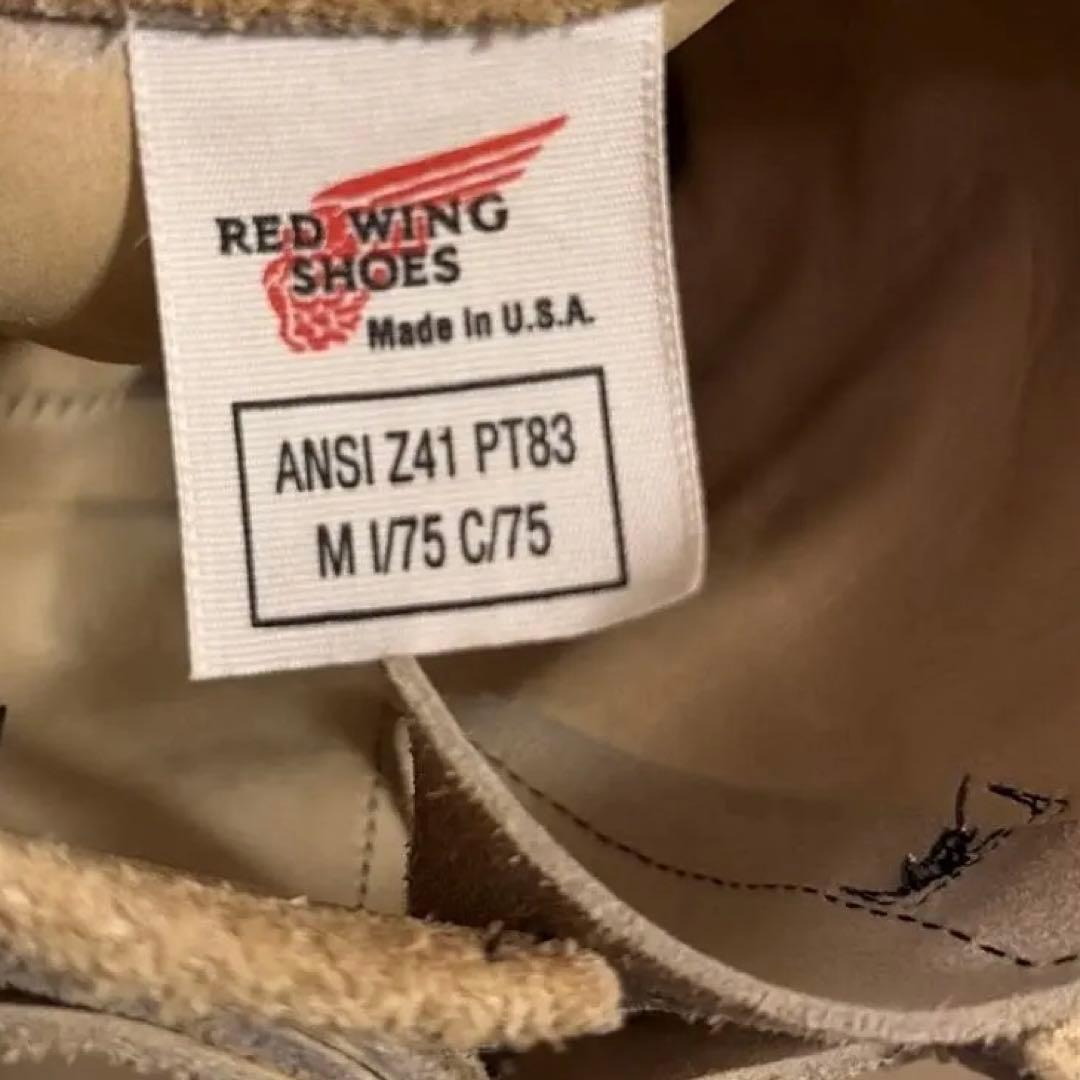 RED WING
SHOES
Made in U.S.A.
ANSI Z41 PT83
M I/75 C/75